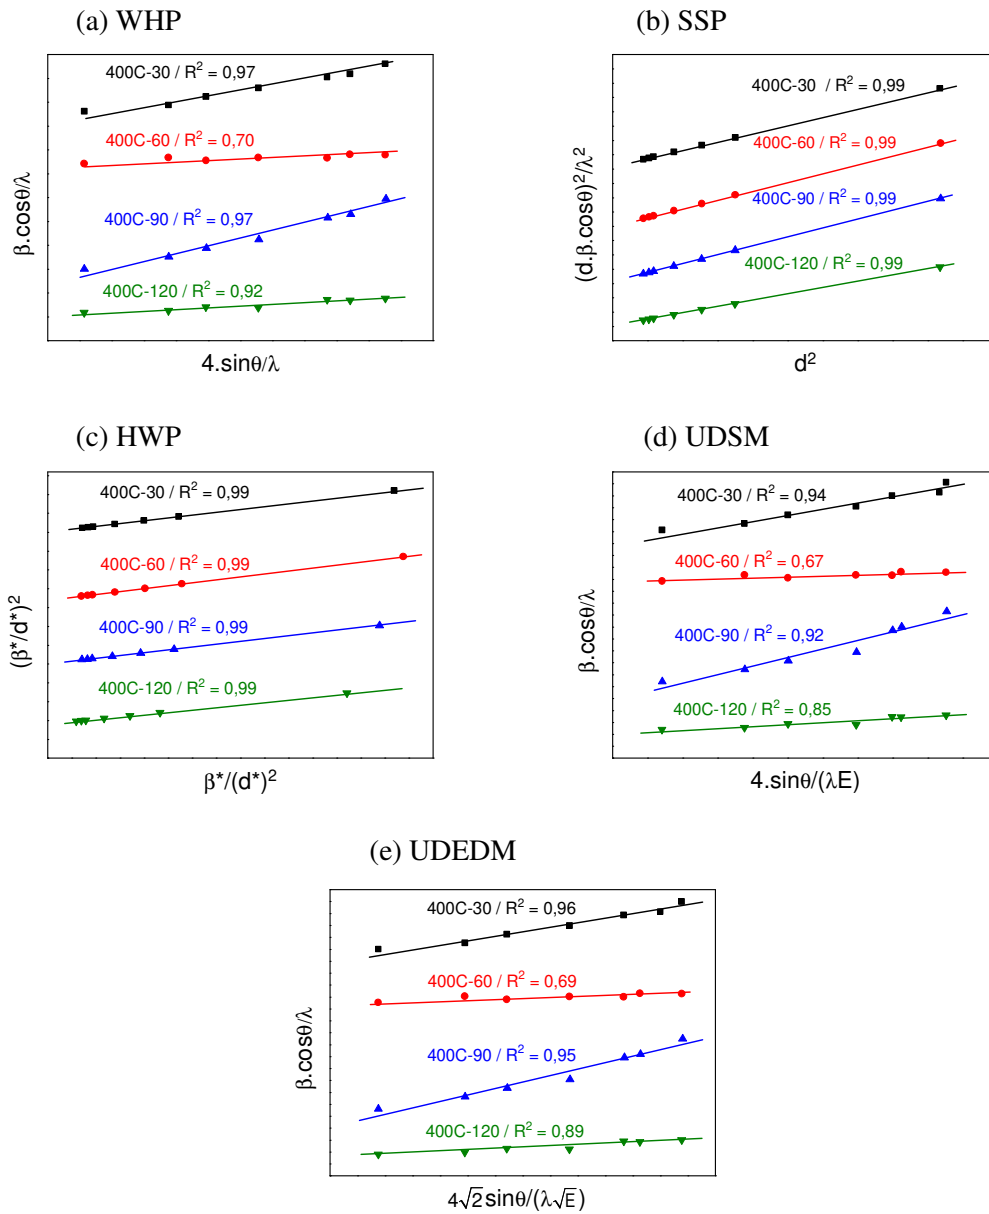 (a) WHP
400C-30 / R² = 0,97
400C-60 / R² = 0,70
400C-90 / R² = 0,97
400C-120 / R² = 0,92
β.cosθ/λ
4.sinθ/λ
(b) SSP
400C-30 / R² = 0,99
400C-60 / R² = 0,99
400C-90 / R² = 0,99
400C-120 / R² = 0,99
(d.β.cosθ)²/λ²
d²
(c) HWP
400C-30 / R² = 0,99
400C-60 / R² = 0,99
400C-90 / R² = 0,99
400C-120 / R² = 0,99
(β*/d*)²
β*/(d*)²
(d) UDSM
400C-30 / R² = 0,94
400C-60 / R² = 0,67
400C-90 / R² = 0,92
400C-120 / R² = 0,85
β.cosθ/λ
4.sinθ/(λE)
(e) UDEDM
400C-30 / R² = 0,96
400C-60 / R² = 0,69
400C-90 / R² = 0,95
400C-120 / R² = 0,89
β.cosθ/λ
4√2sinθ/(λ√E)